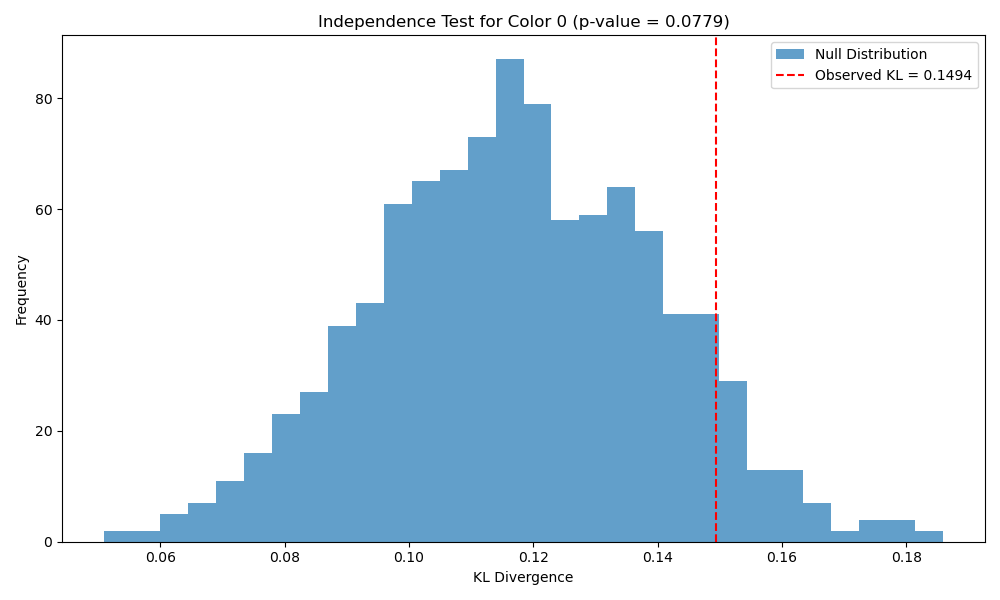 Independence Test for Color 0 (p-value = 0.0779)
Null Distribution
Observed KL = 0.1494
80
60
40
20
0
Frequency
0.06 0.08 0.10 0.12 0.14 0.16 0.18
KL Divergence